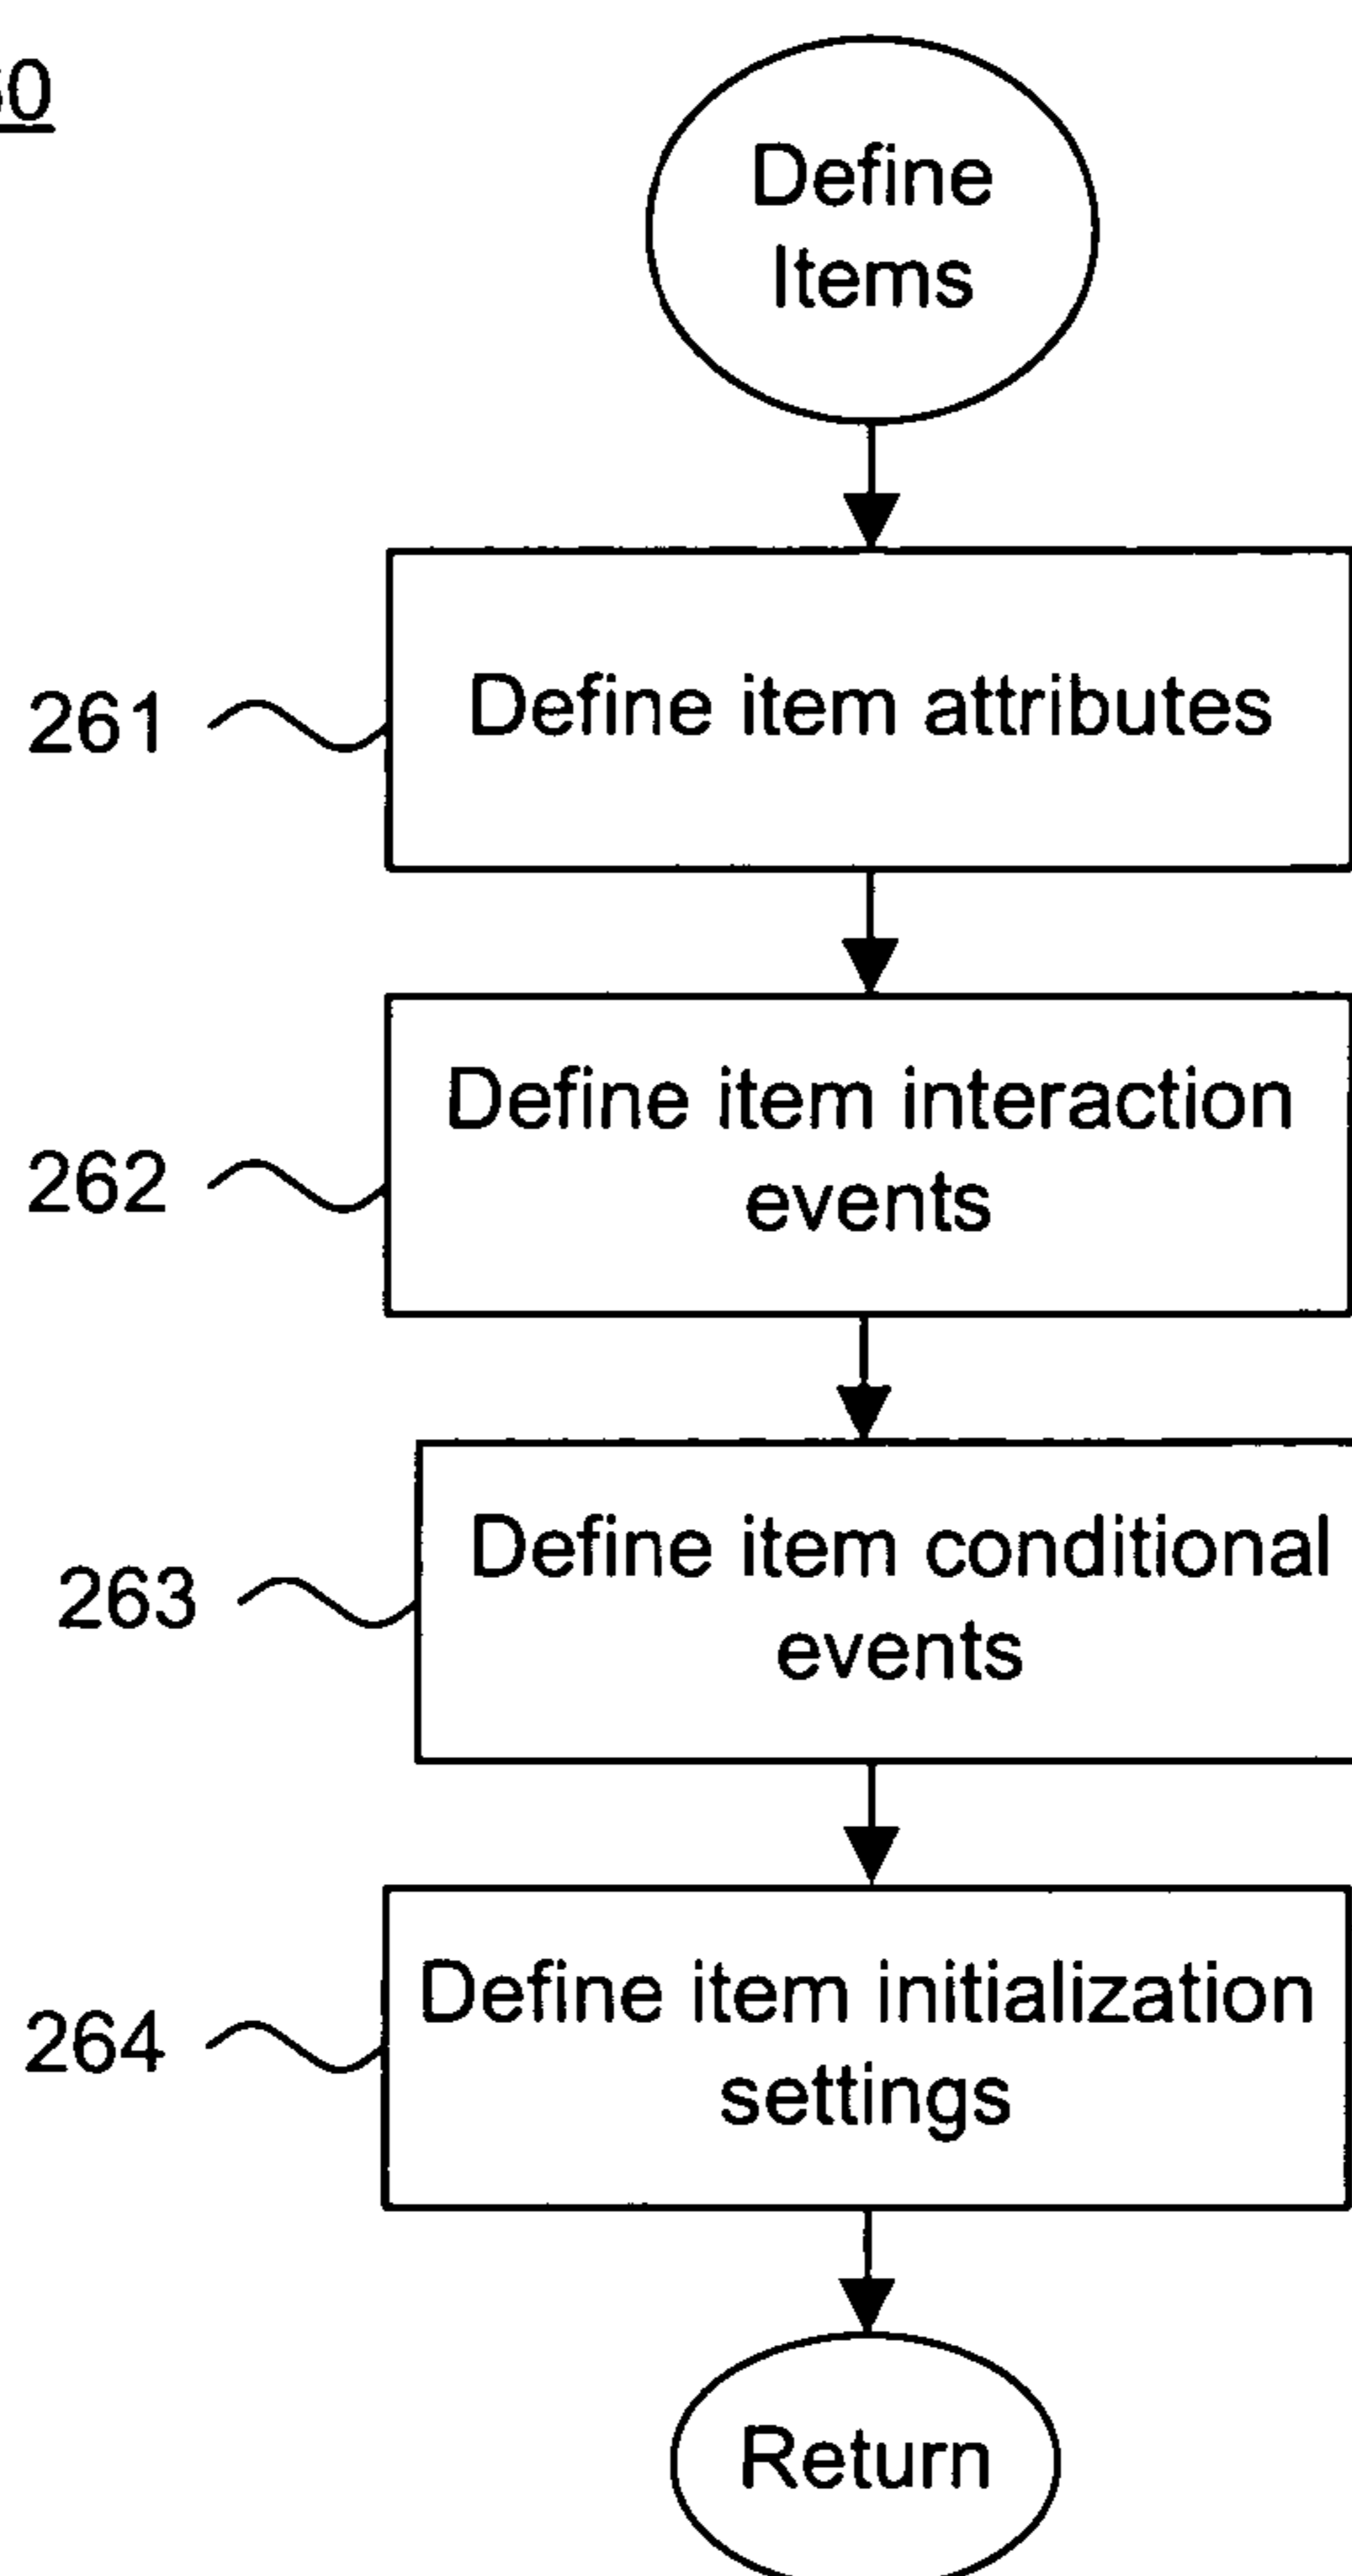 Define
Items
261
Define item attributes
262
Define item interaction
events
263
Define item conditional
events
264
Define item initialization
settings
Return